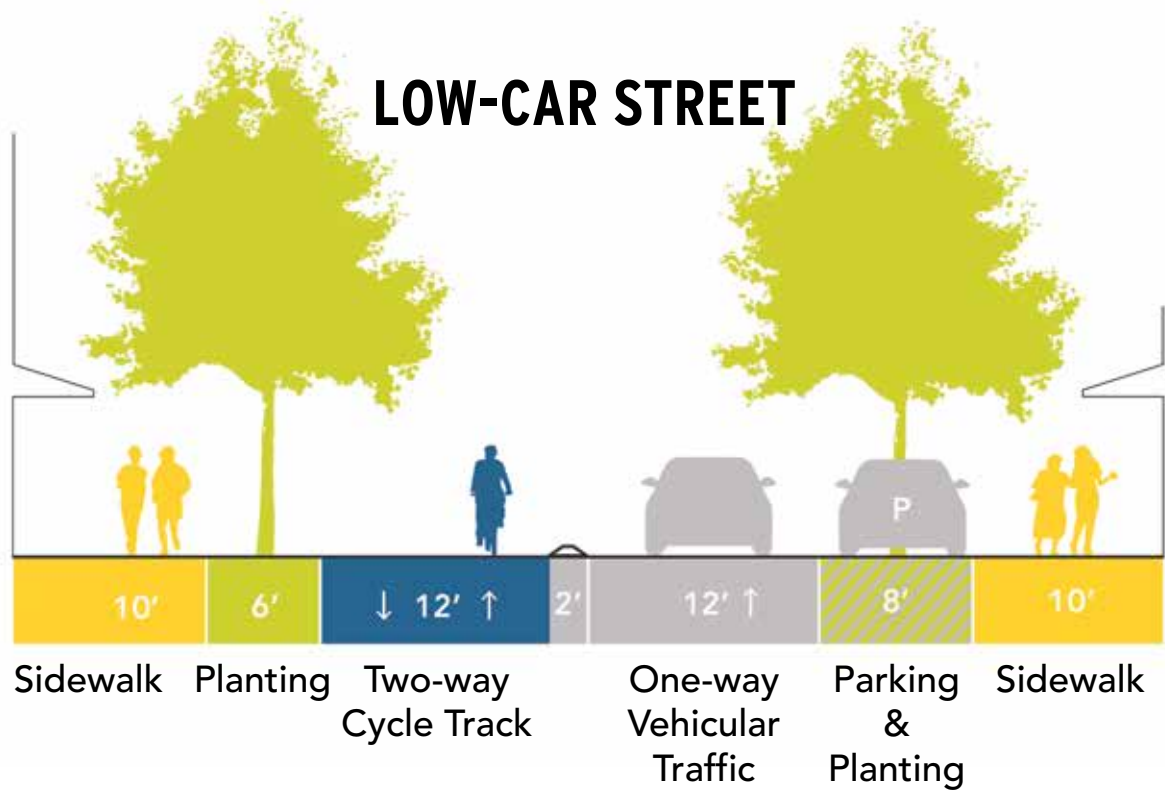 LOW-CAR STREET
P
10' 6' ↓ 12' ↑ 2' 12' ↑ 8' 10'
Sidewalk Planting Two-way One-way Parking Sidewalk
Cycle Track Vehicular &
Traffic Planting